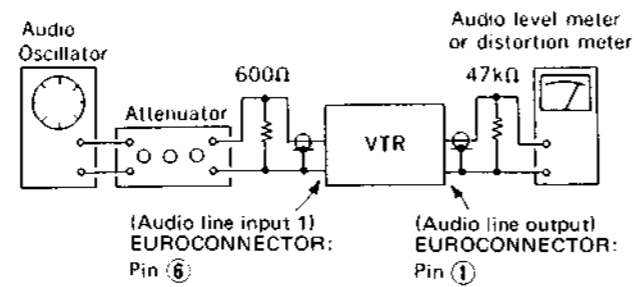 Audio
Oscillator
Attenuator
600Ω
VTR
47kΩ
Audio level meter
or distortion meter
(Audio line input 1)
EUROCONNECTOR:
Pin ⑥
(Audio line output)
EUROCONNECTOR:
Pin ①